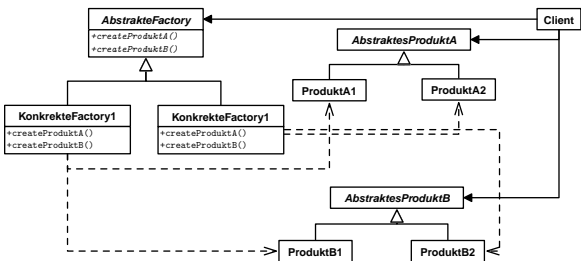 AbstrakteFactory
+createProduktA()
+createProduktB()
Client
AbstraktesProduktA
ProduktA1
ProduktA2
KonkrekteFactory1
+createProduktA()
+createProduktB()
KonkrekteFactory1
+createProduktA()
+createProduktB()
AbstraktesProduktB
ProduktB1
ProduktB2